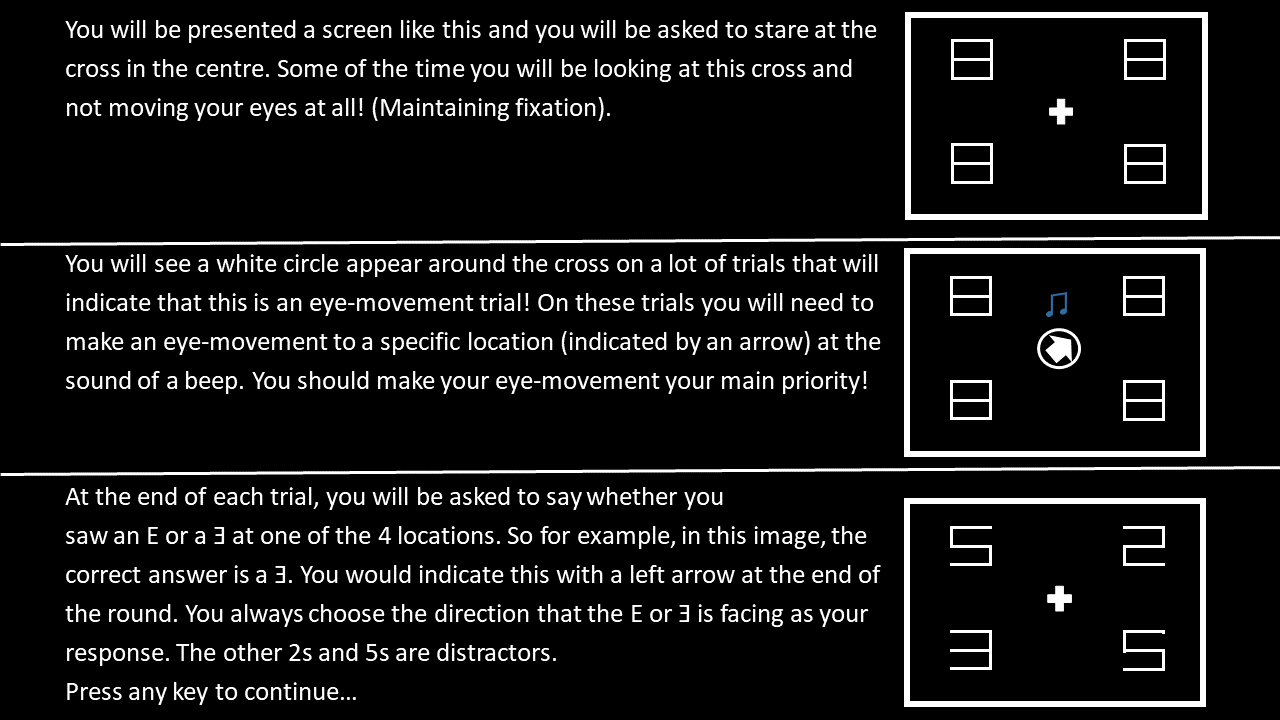 You will be presented a screen like this and you will be asked to stare at the
cross in the centre. Some of the time you will be looking at this cross and
not moving your eyes at all! (Maintaining fixation).
You will see a white circle appear around the cross on a lot of trials that will
indicate that this is an eye-movement trial! On these trials you will need to
make an eye-movement to a specific location (indicated by an arrow) at the
sound of a beep. You should make your eye-movement your main priority!
At the end of each trial, you will be asked to say whether you
saw an E or a Ǝ at one of the 4 locations. So for example, in this image, the
correct answer is a Ǝ. You would indicate this with a left arrow at the end of
the round. You always choose the direction that the E or Ǝ is facing as your
response. The other 2s and 5s are distractors.
Press any key to continue…
5 2
Ǝ 5